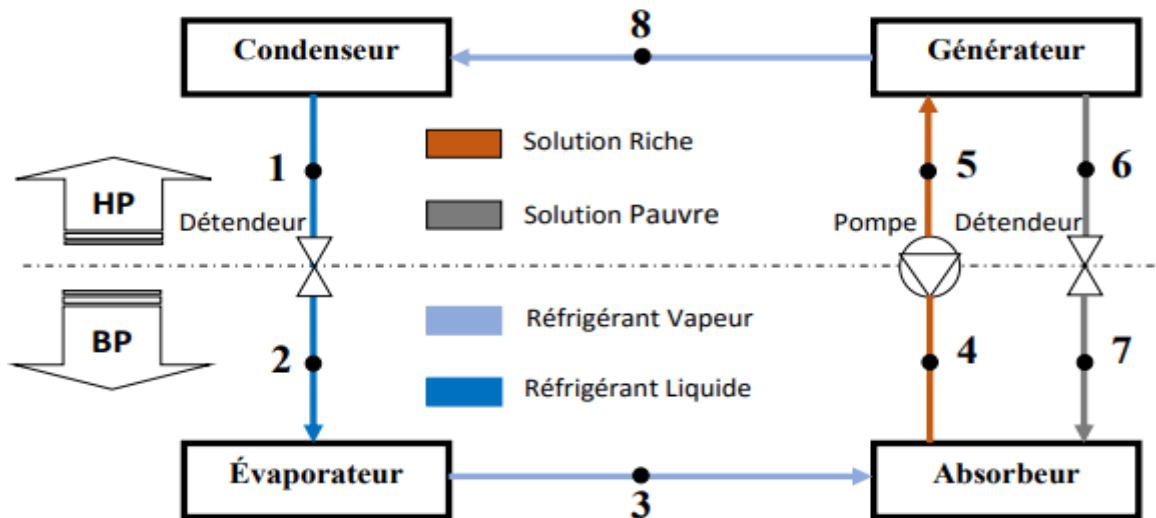 8
Condenseur
Générateur
Solution Riche
1
5
6
HP
Détendeur
Solution Pauvre
Pompe
Détendeur
BP
Réfrigérant Vapeur
2
4
7
Réfrigérant Liquide
Évaporateur
Absorbeur
3